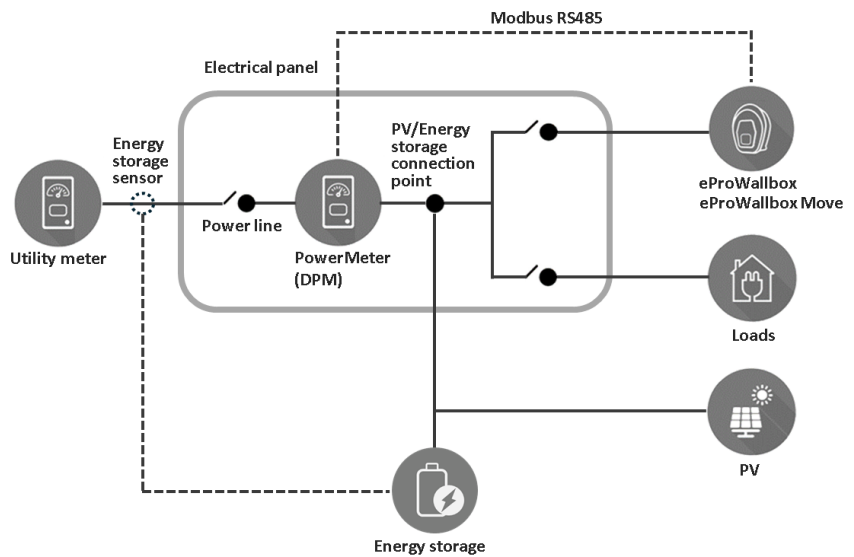 Modbus RS485
Electrical panel
Energy
storage
sensor
PV/Energy
storage
connection
point
eProWallbox
eProWallbox Move
Power line
Utility meter
PowerMeter
(DPM)
Loads
PV
Energy storage